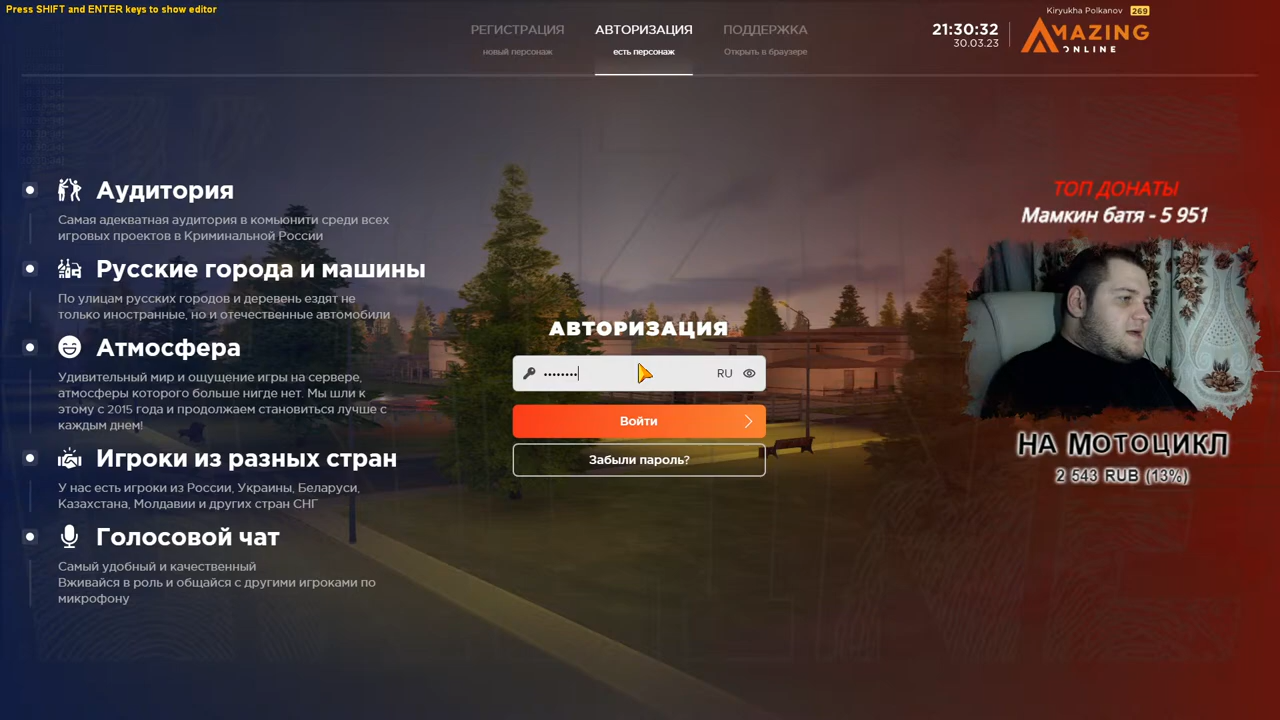 Press SHIFT and ENTER keys to show editor
РЕГИСТРАЦИЯ
новый персонаж
АВТОРИЗАЦИЯ
есть персонаж
ПОДДЕРЖКА
Открыть в браузере
21:30:32
30.03.23
Kiryukha Polkanov 269
AMAZING
ONLINE
Аудитория
Самая адекватная аудитория в комьюнити среди всех
игровых проектов в Криминальной России
Русские города и машины
По улицам русских городов и деревень ездят не
только иностранные, но и отечественные автомобили
Атмосфера
Удивительный мир и ощущение игры на сервере,
атмосферы которого больше нигде нет. Мы шли к
этому с 2015 года и продолжаем становиться лучше с
каждым днем!
Игроки из разных стран
У нас есть игроки из России, Украины, Беларуси,
Казахстана, Молдавии и других стран СНГ
Голосовой чат
Самый удобный и качественный
Вживайся в роль и общайся с другими игроками по
микрофону
АВТОРИЗАЦИЯ
RU
Войти
Забыли пароль?
ТОП ДОНАТЫ
Мамкин батя - 5 951
НА МОТОЦИКЛ
2 543 RUB (13%)